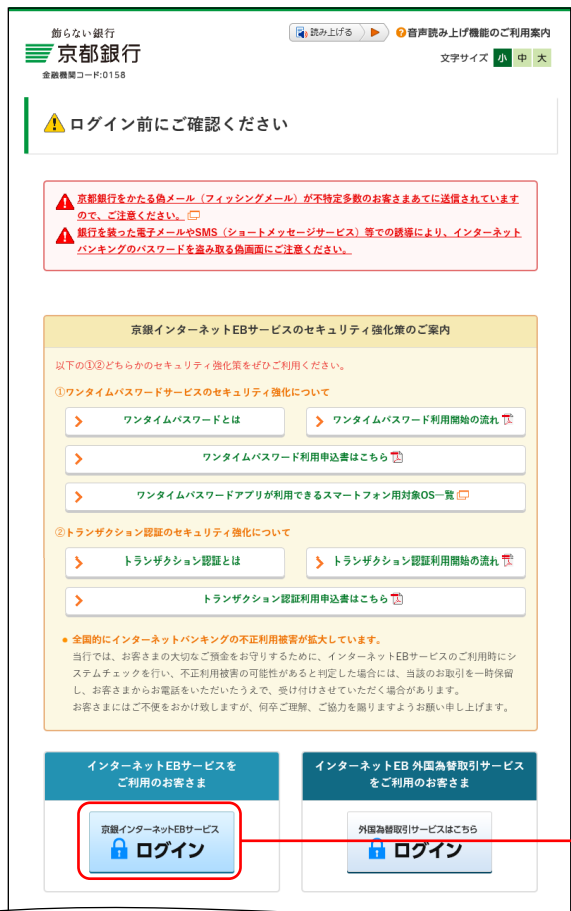 飾らない銀行
京都銀行
金融機関コード:0158
読み上げる
音声読み上げ機能のご利用案内
文字サイズ 小 中 大
ログイン前にご確認ください
京都銀行をかたる偽メール（フィッシングメール）が不特定多数のお客さまあてに送信されています
ので、ご注意ください。
銀行を装った電子メールやSMS（ショートメッセージサービス）等での誘導により、インターネット
バンキングのパスワードを盗み取る偽画面にご注意ください。
京銀インターネットEBサービスのセキュリティ強化策のご案内
以下の①②どちらかのセキュリティ強化策をぜひご利用ください。
①ワンタイムパスワードサービスのセキュリティ強化について
ワンタイムパスワードとは
ワンタイムパスワード利用開始の流れ
ワンタイムパスワード利用申込書はこちら
ワンタイムパスワードアプリが利用できるスマートフォン用対象OS一覧
②トランザクション認証のセキュリティ強化について
トランザクション認証とは
トランザクション認証利用開始の流れ
トランザクション認証利用申込書はこちら
全国的にインターネットバンキングの不正利用被害が拡大しています。
当行では、お客さまの大切なご預金をお守りするために、インターネットEBサービスのご利用時にシ
ステムチェックを行い、不正利用被害の可能性があると判定した場合には、当該のお取引を一時保留
し、お客さまからお電話をいただいたうえで、受け付けさせていただく場合があります。
お客さまにはご不便をおかけ致しますが、何卒ご理解、ご協力を賜りますようお願い申し上げます。
インターネットEBサービスを
ご利用のお客さま
京銀インターネットEBサービス
ログイン
インターネットEB 外国為替取引サービス
をご利用のお客さま
外国為替取引サービスはこちら
ログイン